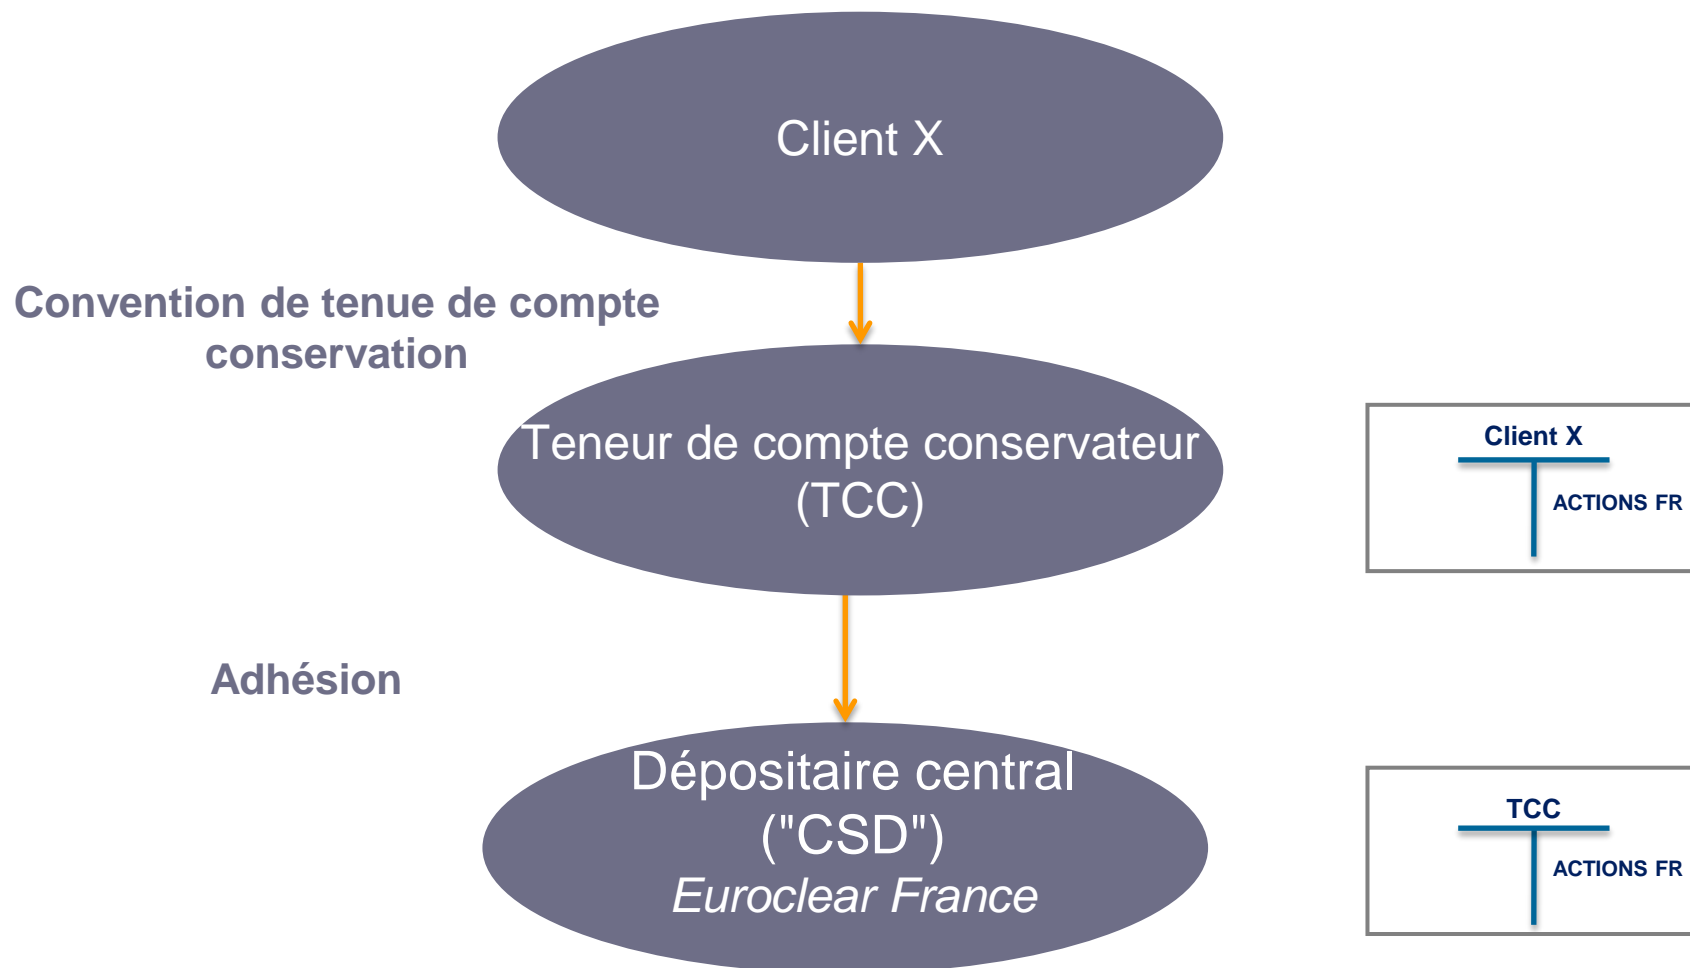 Client X
Convention de tenue de compte
conservation
Teneur de compte conservateur
(TCC)
Client X
ACTIONS FR
Adhésion
Dépositaire central
("CSD")
Euroclear France
TCC
ACTIONS FR